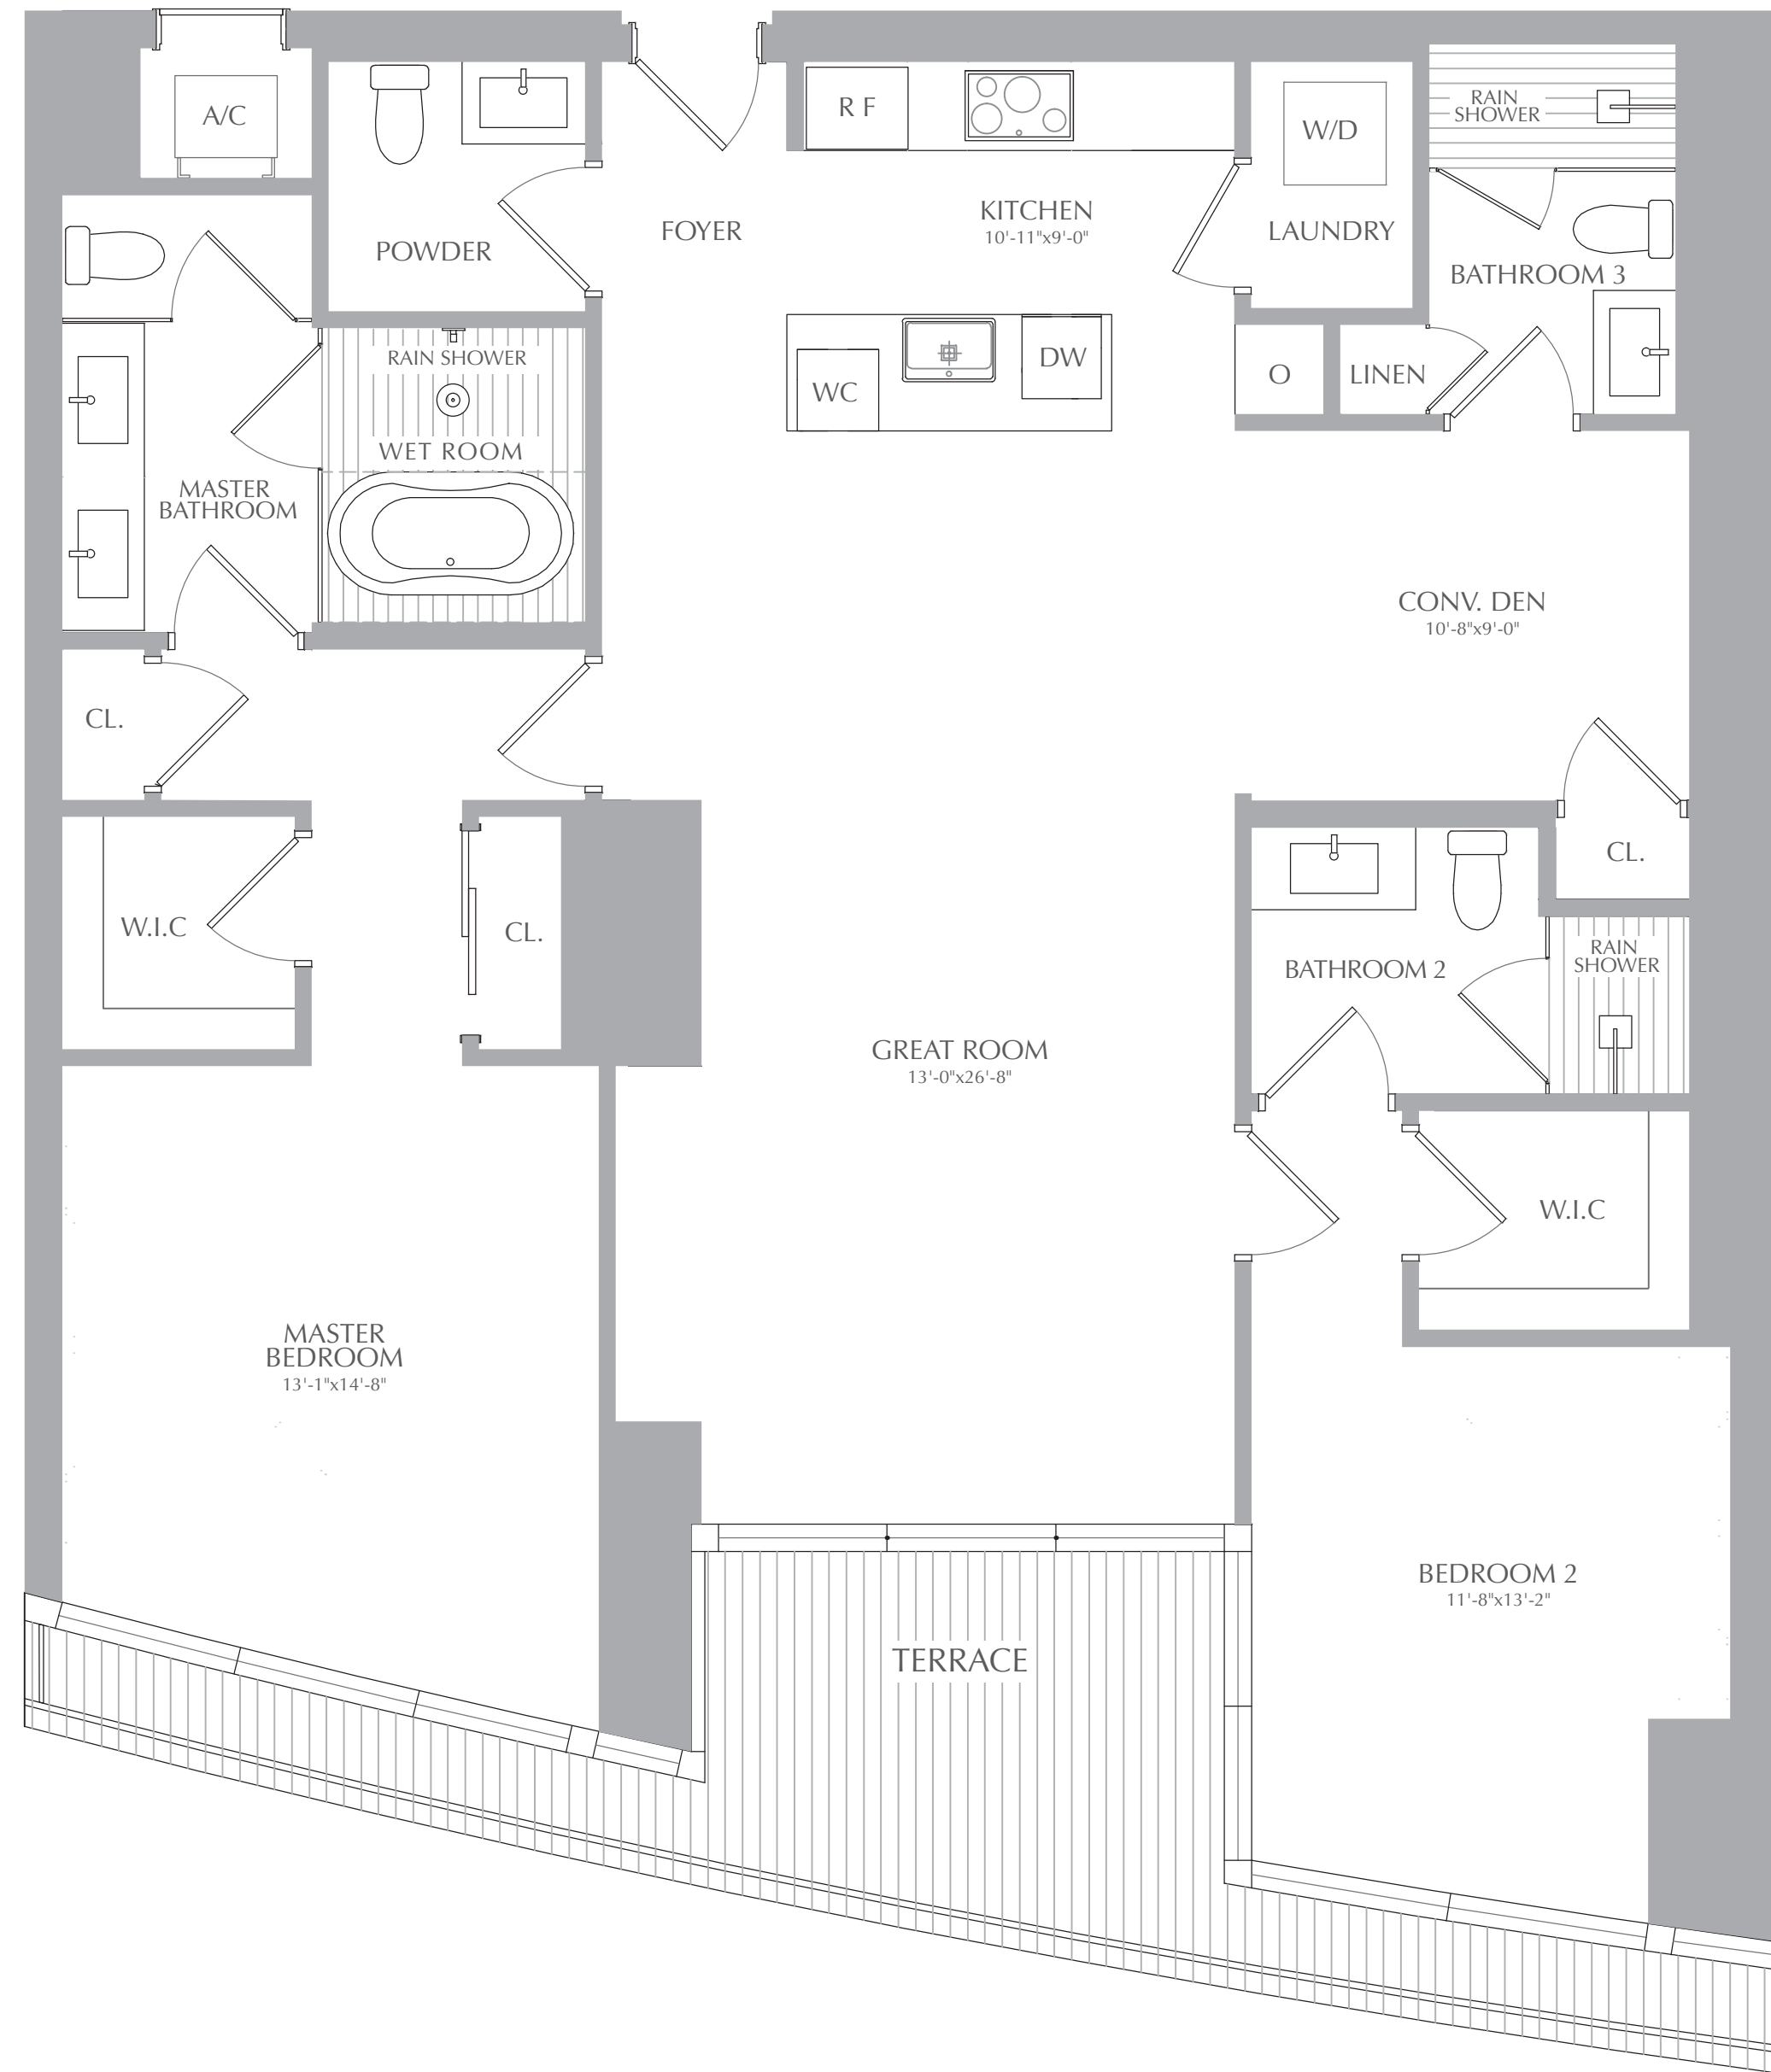 A/C
R F
W/D
RAIN
SHOWER
POWDER
FOYER
KITCHEN
10'-11"x9'-0"
LAUNDRY
BATHROOM 3
RAIN SHOWER
WET ROOM
WC
DW
O
LINEN
MASTER
BATHROOM
CONV. DEN
10'-8"x9'-0"
CL.
CL.
W.I.C
CL.
BATHROOM 2
RAIN
SHOWER
GREAT ROOM
13'-0"x26'-8"
W.I.C
MASTER
BEDROOM
13'-1"x14'-8"
BEDROOM 2
11'-8"x13'-2"
TERRACE